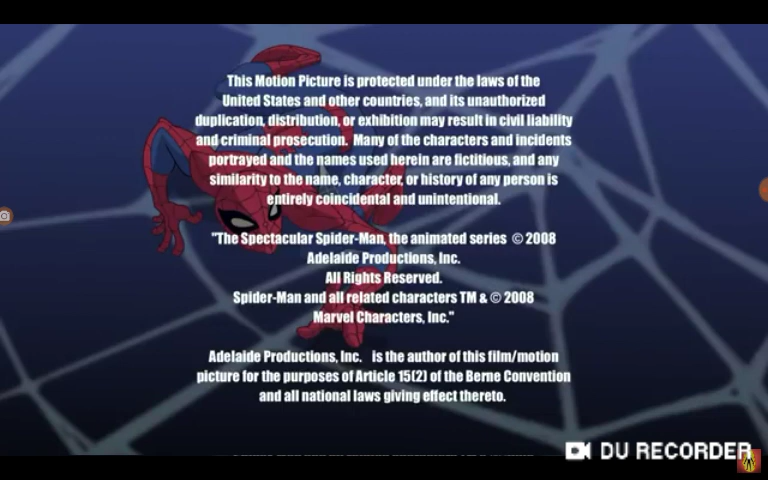 This Motion Picture is protected under the laws of the
United States and other countries, and its unauthorized
duplication, distribution, or exhibition may result in civil liability
and criminal prosecution. Many of the characters and incidents
portrayed and the names used herein are fictitious, and any
similarity to the name, character, or history of any person is
entirely coincidental and unintentional.
"The Spectacular Spider-Man, the animated series © 2008
Adelaide Productions, Inc.
All Rights Reserved.
Spider-Man and all related characters TM & © 2008
Marvel Characters, Inc."
Adelaide Productions, Inc. is the author of this film/motion
picture for the purposes of Article 15(2) of the Berne Convention
and all national laws giving effect thereto.
DU RECORDER